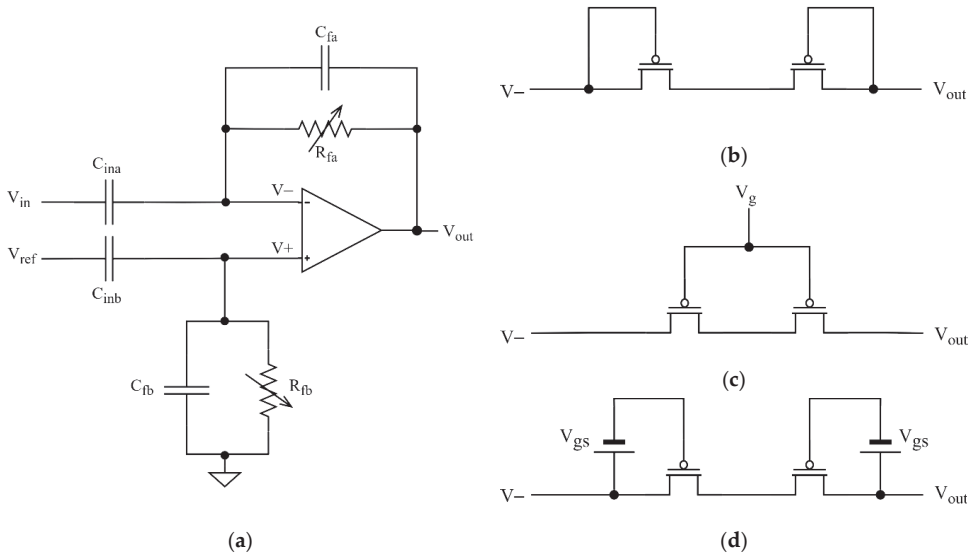 C_fa
R_fa
C_ina
V_in
V−
V_ref
V+
V_out
C_inb
C_fb
R_fb
(a)
V−
V_out
(b)
V_g
V−
V_out
(c)
V_gs
V_gs
V−
V_out
(d)